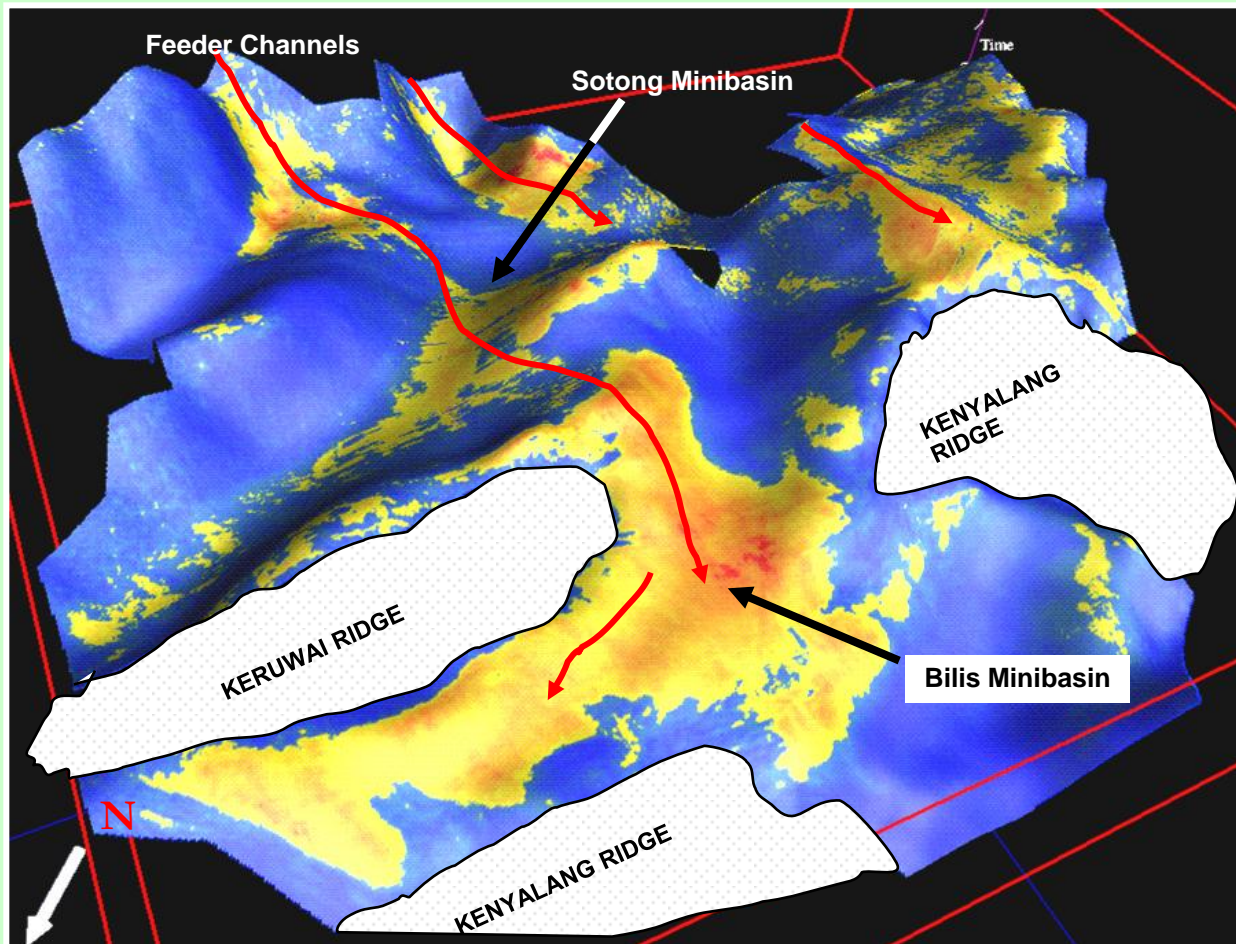 Feeder Channels
Time
Sotong Minibasin
KENYALANG
RIDGE
KERUWAI RIDGE
Bilis Minibasin
N
KENYALANG RIDGE